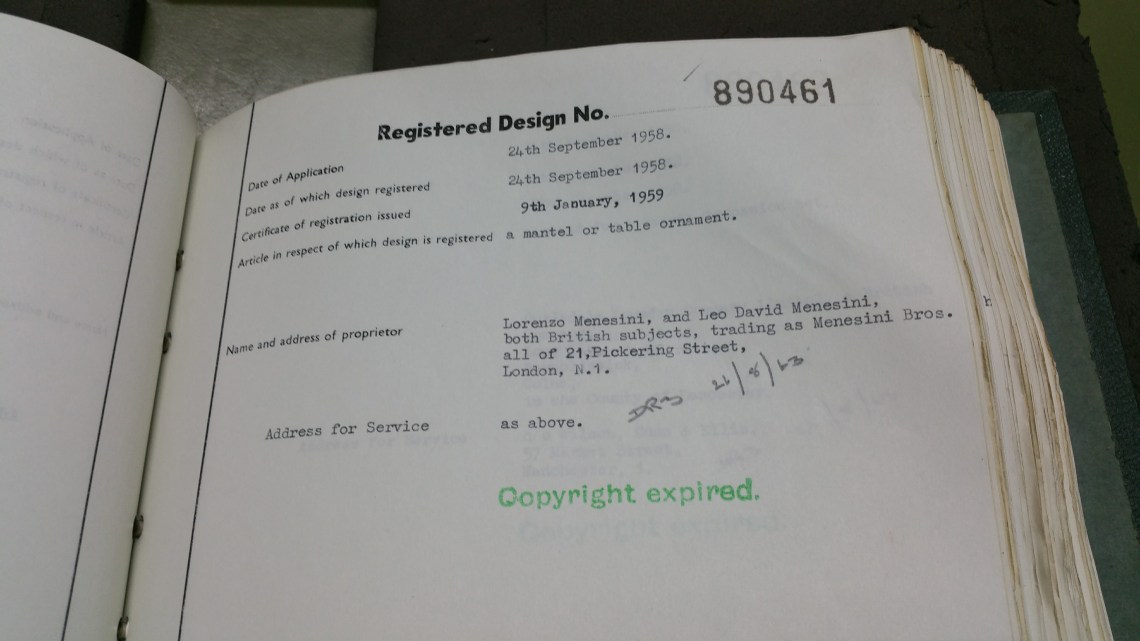 Registered Design No. 890461
Date of Application 24th September 1958.
Date as of which design registered 24th September 1958.
Certificate of registration issued 9th January, 1959
Article in respect of which design is registered a mantel or table ornament.
Name and address of proprietor
Lorenzo Menesini, and Leo David Menesini,
both British subjects, trading as Menesini Bros.
all of 21,Pickering Street,
London, N.1.
26/8/63
Address for Service as above.
Copyright expired.